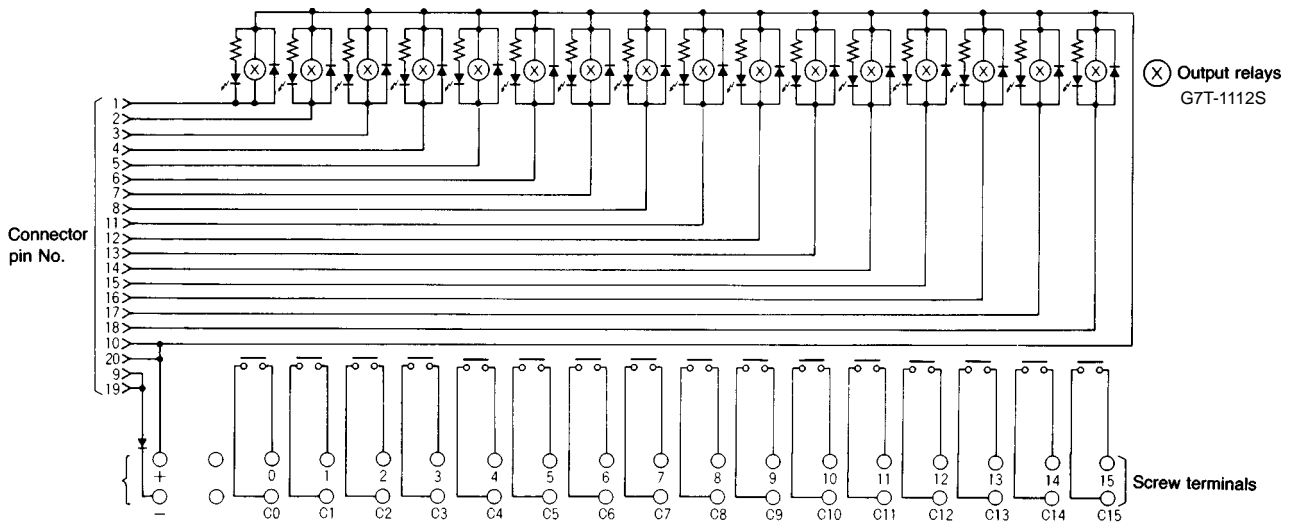 X X X X X X X X X X X X X X X X
X Output relays
G7T-1112S
Connector
pin No.
1
2
3
4
5
6
7
8
11
12
13
14
15
16
17
18
10
20
9
19
+ 0 1 2 3 4 5 6 7 8 9 10 11 12 13 14 15
Screw terminals
− C0 C1 C2 C3 C4 C5 C6 C7 C8 C9 C10 C11 C12 C13 C14 C15